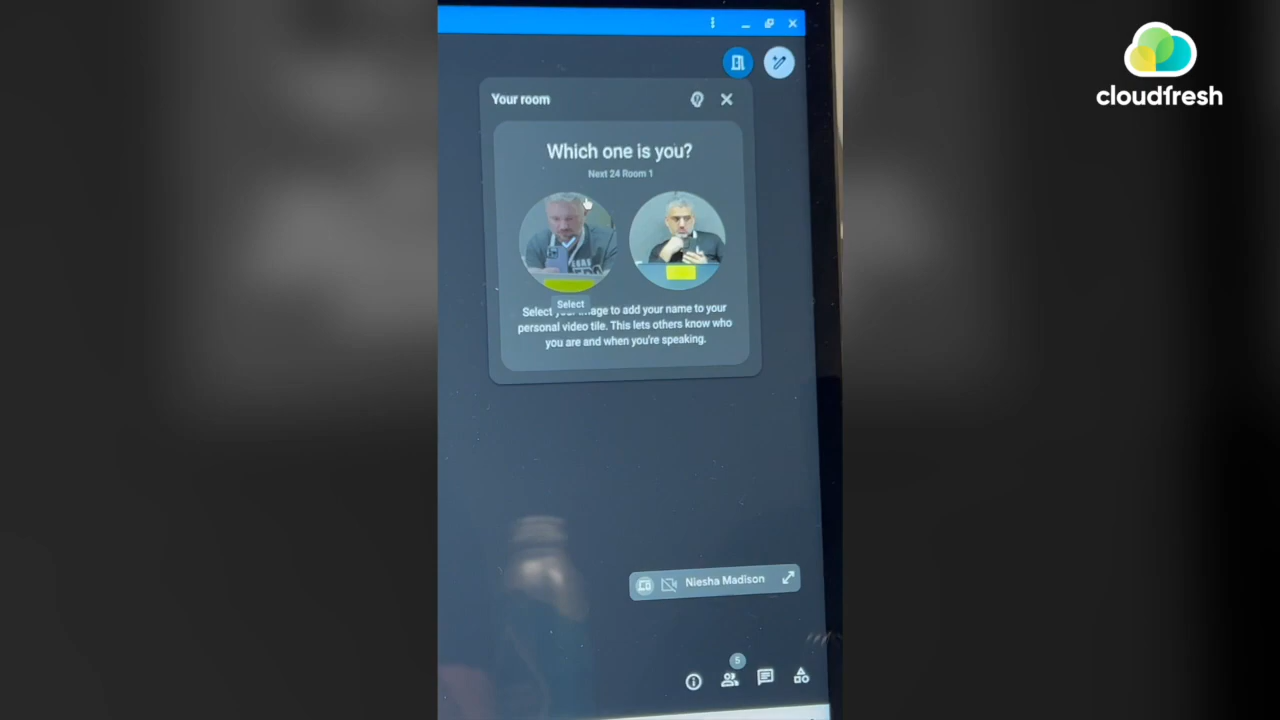 cloudfresh
Your room
Which one is you?
Next 24 Room 1
Select
Select your image to add your name to your
personal video tile. This lets others know who
you are and when you're speaking.
Niesha Madison
5